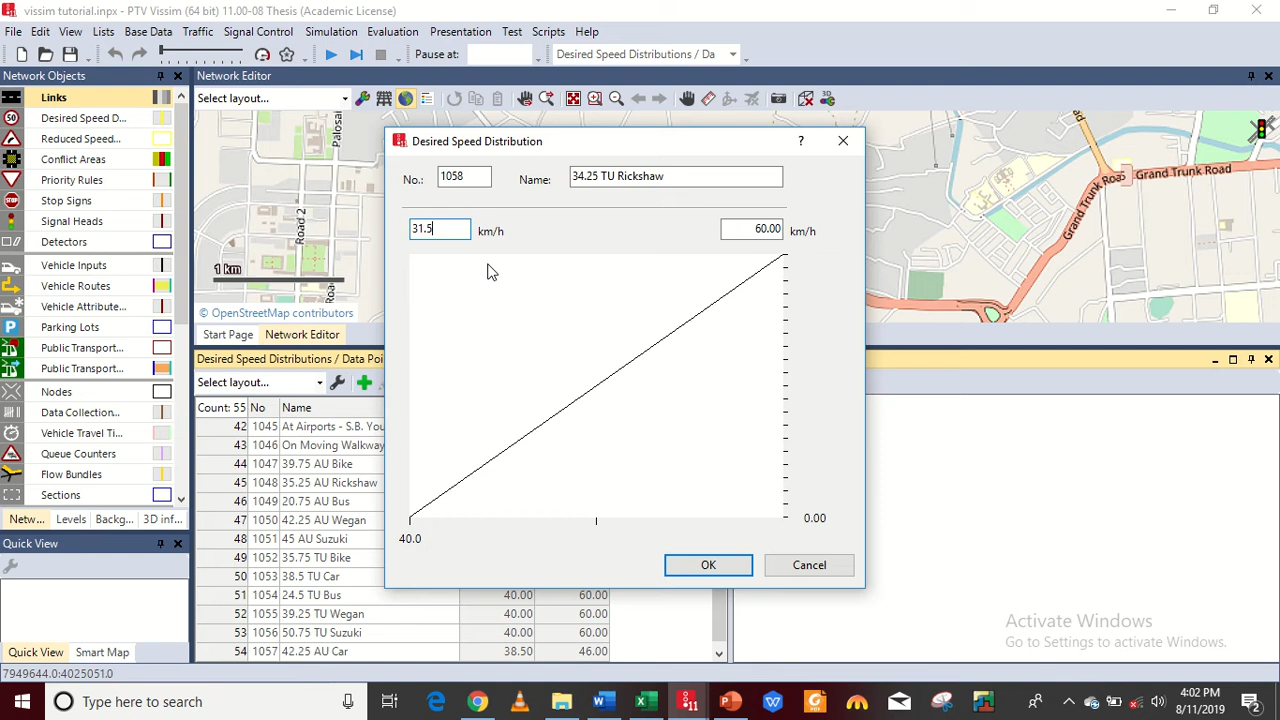 vissim tutorial.inpx - PTV Vissim (64 bit) 11.00-08 Thesis (Academic License)
File Edit View Lists Base Data Traffic Signal Control Simulation Evaluation Presentation Test Scripts Help
Pause at: Desired Speed Distributions / Da
Network Objects
Network Editor
Links
Select layout...
Desired Speed D...
Reduced Speed...
Conflict Areas
Priority Rules
Stop Signs
Signal Heads
Detectors
Vehicle Inputs
Vehicle Routes
Vehicle Attribute...
Parking Lots
Public Transport...
Public Transport...
Nodes
Data Collection...
Vehicle Travel Ti...
Queue Counters
Flow Bundles
Sections
Netw... Levels Backg... 3D inf...
Quick View
Quick View Smart Map
Palosai
Road 2
1 km
© OpenStreetMap contributors
Start Page Network Editor
Grand Trunk Road
Grand Trunk Road
Desired Speed Distribution
No.: 1058 Name: 34.25 TU Rickshaw
31.5 km/h 60.00 km/h
0.00
40.0
OK Cancel
Desired Speed Distributions / Data Poi
Select layout...
Count: 55 No Name
42 1045 At Airports - S.B. You
43 1046 On Moving Walkway
44 1047 39.75 AU Bike
45 1048 35.25 AU Rickshaw
46 1049 20.75 AU Bus
47 1050 42.25 AU Wegan
48 1051 45 AU Suzuki
49 1052 35.75 TU Bike
50 1053 38.5 TU Car
51 1054 24.5 TU Bus 40.00 60.00
52 1055 39.25 TU Wegan 40.00 60.00
53 1056 50.75 TU Suzuki 40.00 60.00
54 1057 42.25 AU Car 38.50 46.00
Activate Windows
Go to Settings to activate Windows.
7949644.0:4025051.0
Type here to search
4:02 PM
8/11/2019